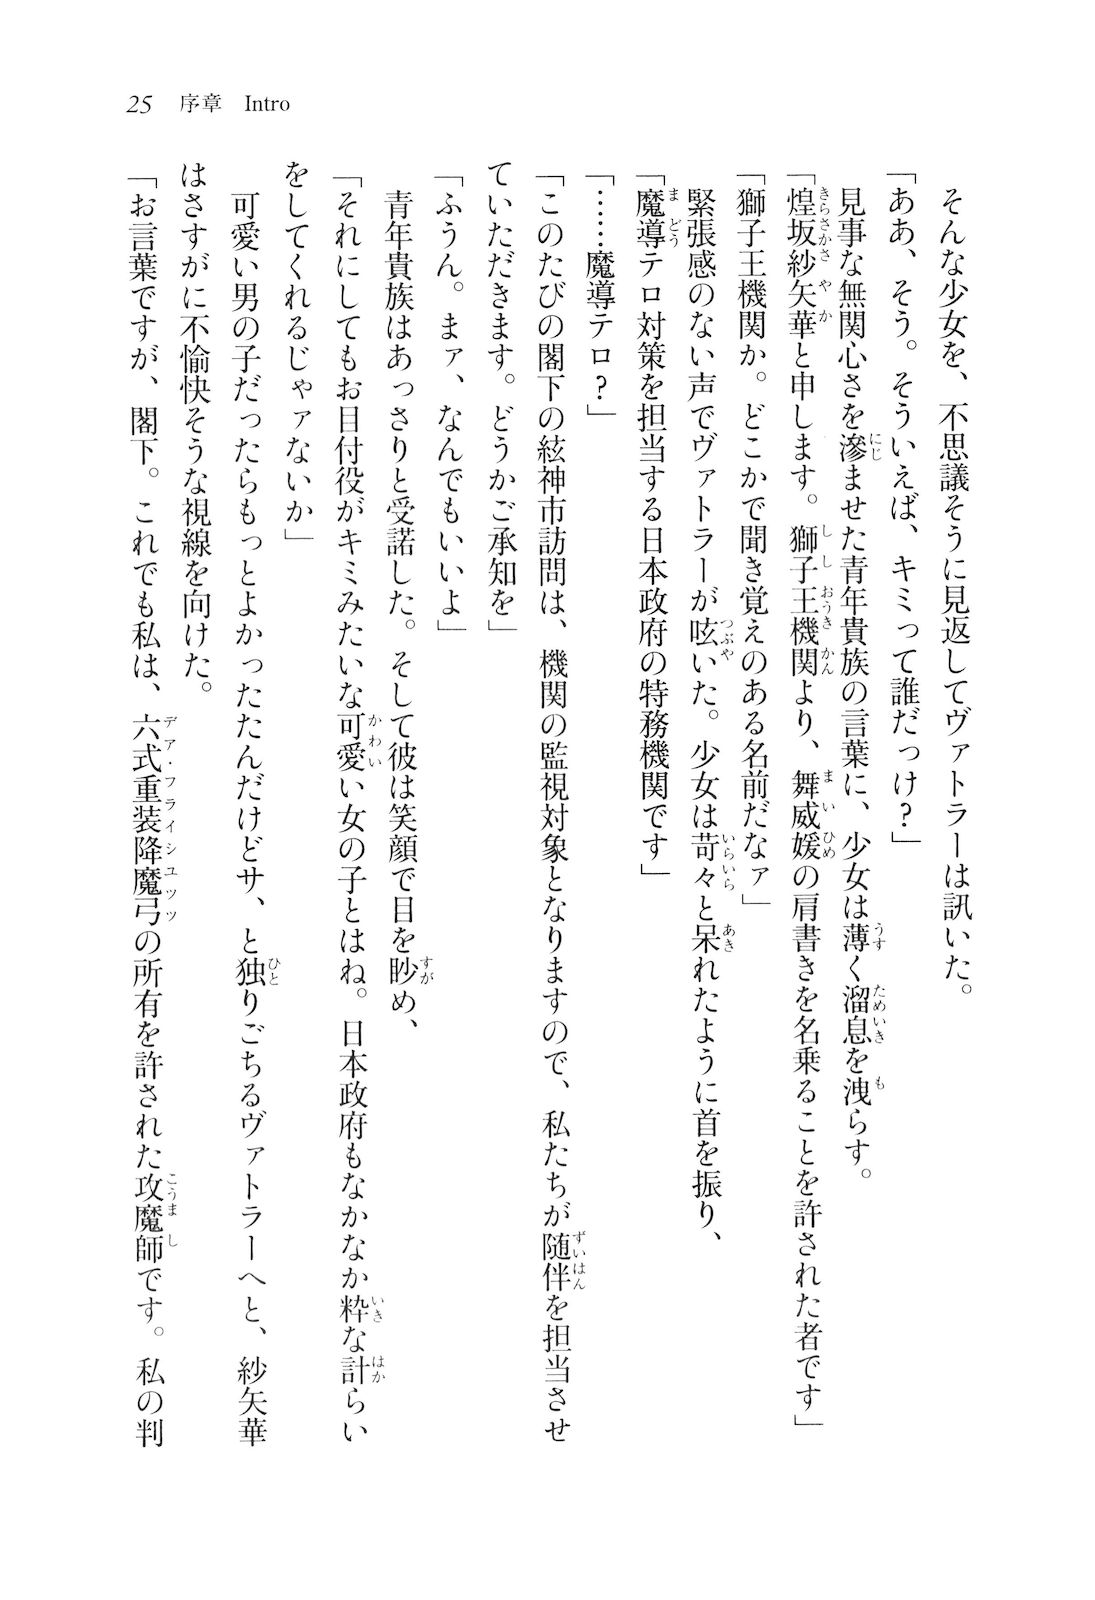 25　序章　Intro
　そんな少女を、不思議そうに見返してヴァトラーは訊いた。
「ああ、そう。そういえば、キミって誰だっけ？」
　見事な無関心さを滲ませた青年貴族の言葉に、少女は薄く溜息を洩らす。
「煌坂紗矢華と申します。獅子王機関より、舞威媛の肩書きを名乗ることを許された者です」
「獅子王機関か。どこかで聞き覚えのある名前だなァ」
　緊張感のない声でヴァトラーが呟いた。少女は苛々と呆れたように首を振り、
「魔導テロ対策を担当する日本政府の特務機関です」
「……魔導テロ？」
「このたびの閣下の絃神市訪問は、機関の監視対象となりますので、私たちが随伴を担当させ
ていただきます。どうかご承知を」
「ふうん。まァ、なんでもいいよ」
　青年貴族はあっさりと受諾した。そして彼は笑顔で目を眇め、
「それにしてもお目付役がキミみたいな可愛い女の子とはね。日本政府もなかなか粋な計らい
をしてくれるじゃァないか」
　可愛い男の子だったらもっとよかったたんだけどサ、と独りごちるヴァトラーへと、紗矢華
はさすがに不愉快そうな視線を向けた。
「お言葉ですが、閣下。これでも私は、六式重装降魔弓の所有を許された攻魔師です。私の判